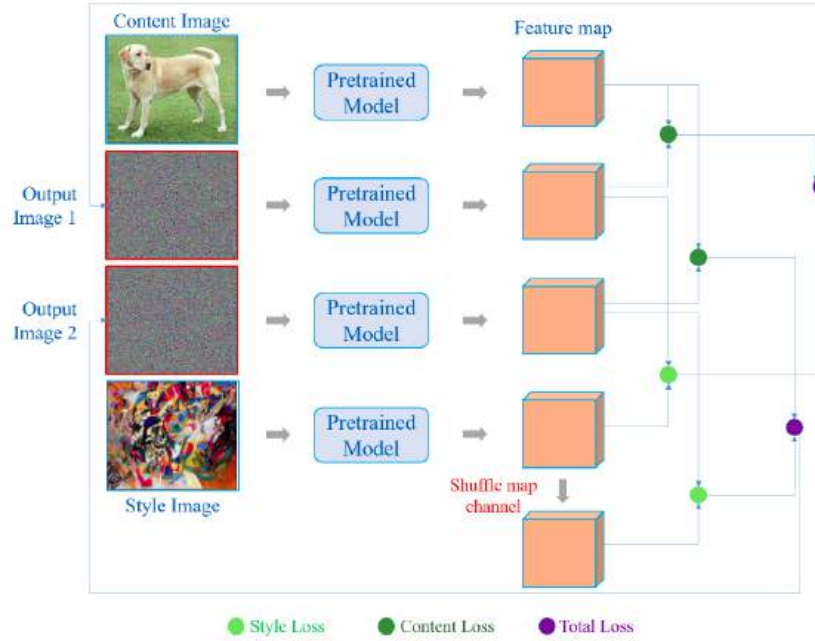 Content Image
Feature map
Pretrained
Model
Output
Image 1
Pretrained
Model
Output
Image 2
Pretrained
Model
Pretrained
Model
Style Image
Shuffle map
channel
Style Loss
Content Loss
Total Loss